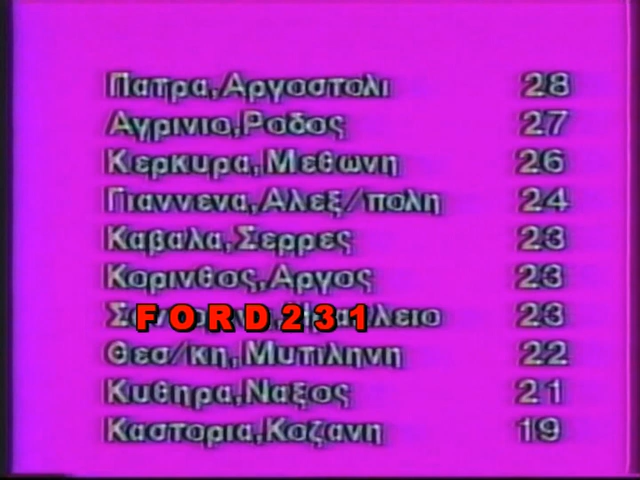 Πατρα,Αργοστολι 28
Αγρινιο,Ροδος 27
Κερκυρα,Μεθωνη 26
Γιαννενα,Αλεξ/πολη 24
Καβαλα,Σερρες 23
Κορινθος,Αργος 23
FORD231 23
Θεσ/κη,Μυτιληνη 22
Κυθηρα,Ναξος 21
Καστορια,Κοζανη 19